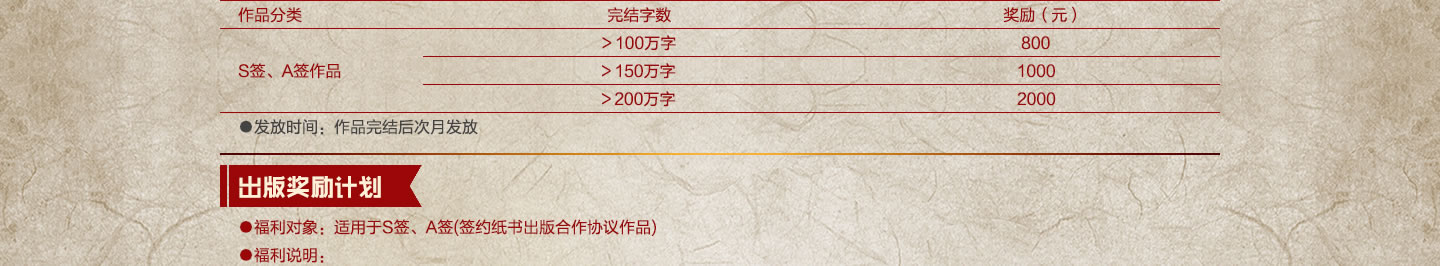 作品分类 完结字数 奖励（元）
＞100万字 800
S签、A签作品 ＞150万字 1000
＞200万字 2000
●发放时间：作品完结后次月发放
出版奖励计划
●福利对象：适用于S签、A签(签约纸书出版合作协议作品)
●福利说明：